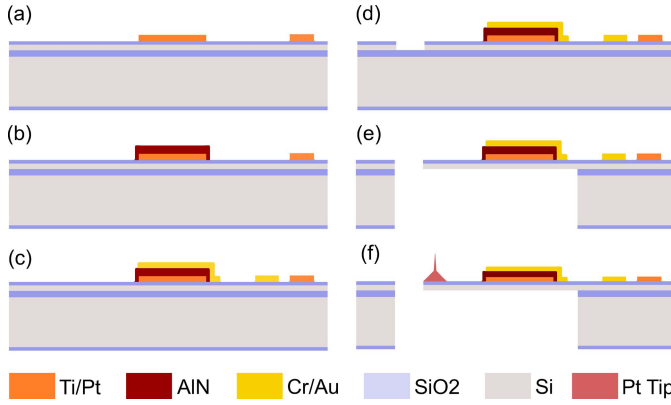 (a)
(d)
(b)
(e)
(c)
(f)
Ti/Pt AlN Cr/Au SiO2 Si Pt Tip